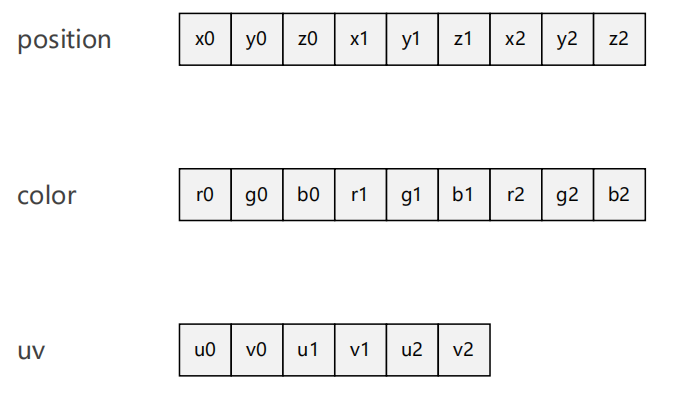 position x0 y0 z0 x1 y1 z1 x2 y2 z2
color r0 g0 b0 r1 g1 b1 r2 g2 b2
uv u0 v0 u1 v1 u2 v2